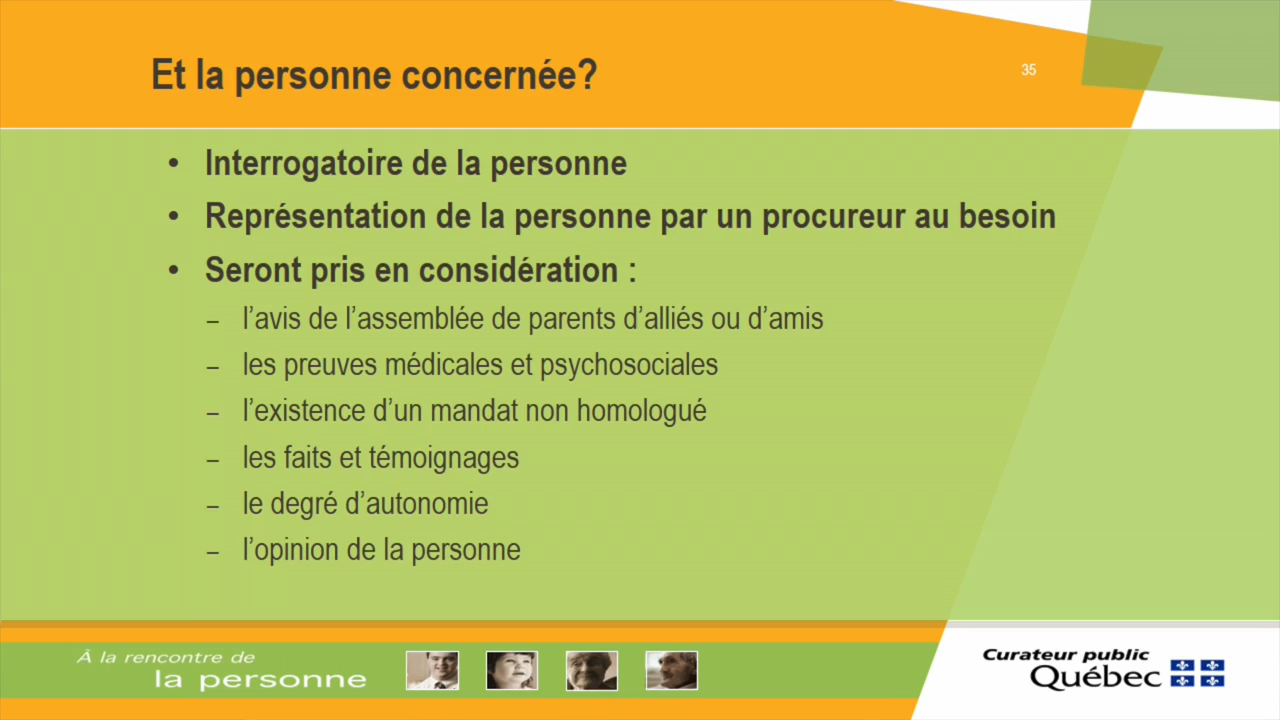 Et la personne concernée?
35
• Interrogatoire de la personne
• Représentation de la personne par un procureur au besoin
• Seront pris en considération :
– l’avis de l’assemblée de parents d’alliés ou d’amis
– les preuves médicales et psychosociales
– l’existence d’un mandat non homologué
– les faits et témoignages
– le degré d’autonomie
– l’opinion de la personne
À la rencontre de
la personne
Curateur public
Québec